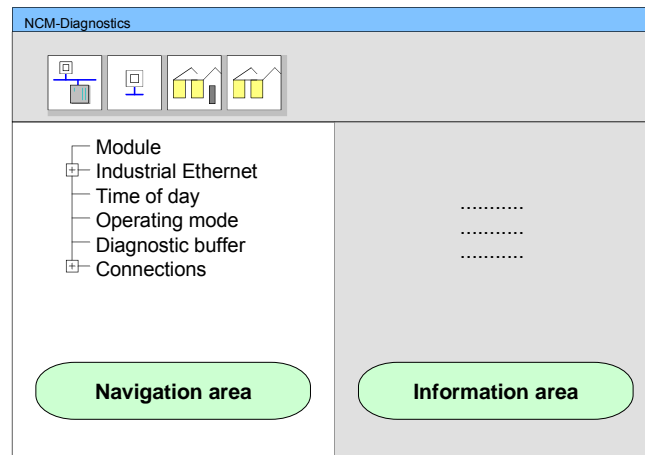 NCM-Diagnostics
Module
Industrial Ethernet
Time of day
Operating mode
Diagnostic buffer
Connections
...........
...........
...........
Navigation area
Information area